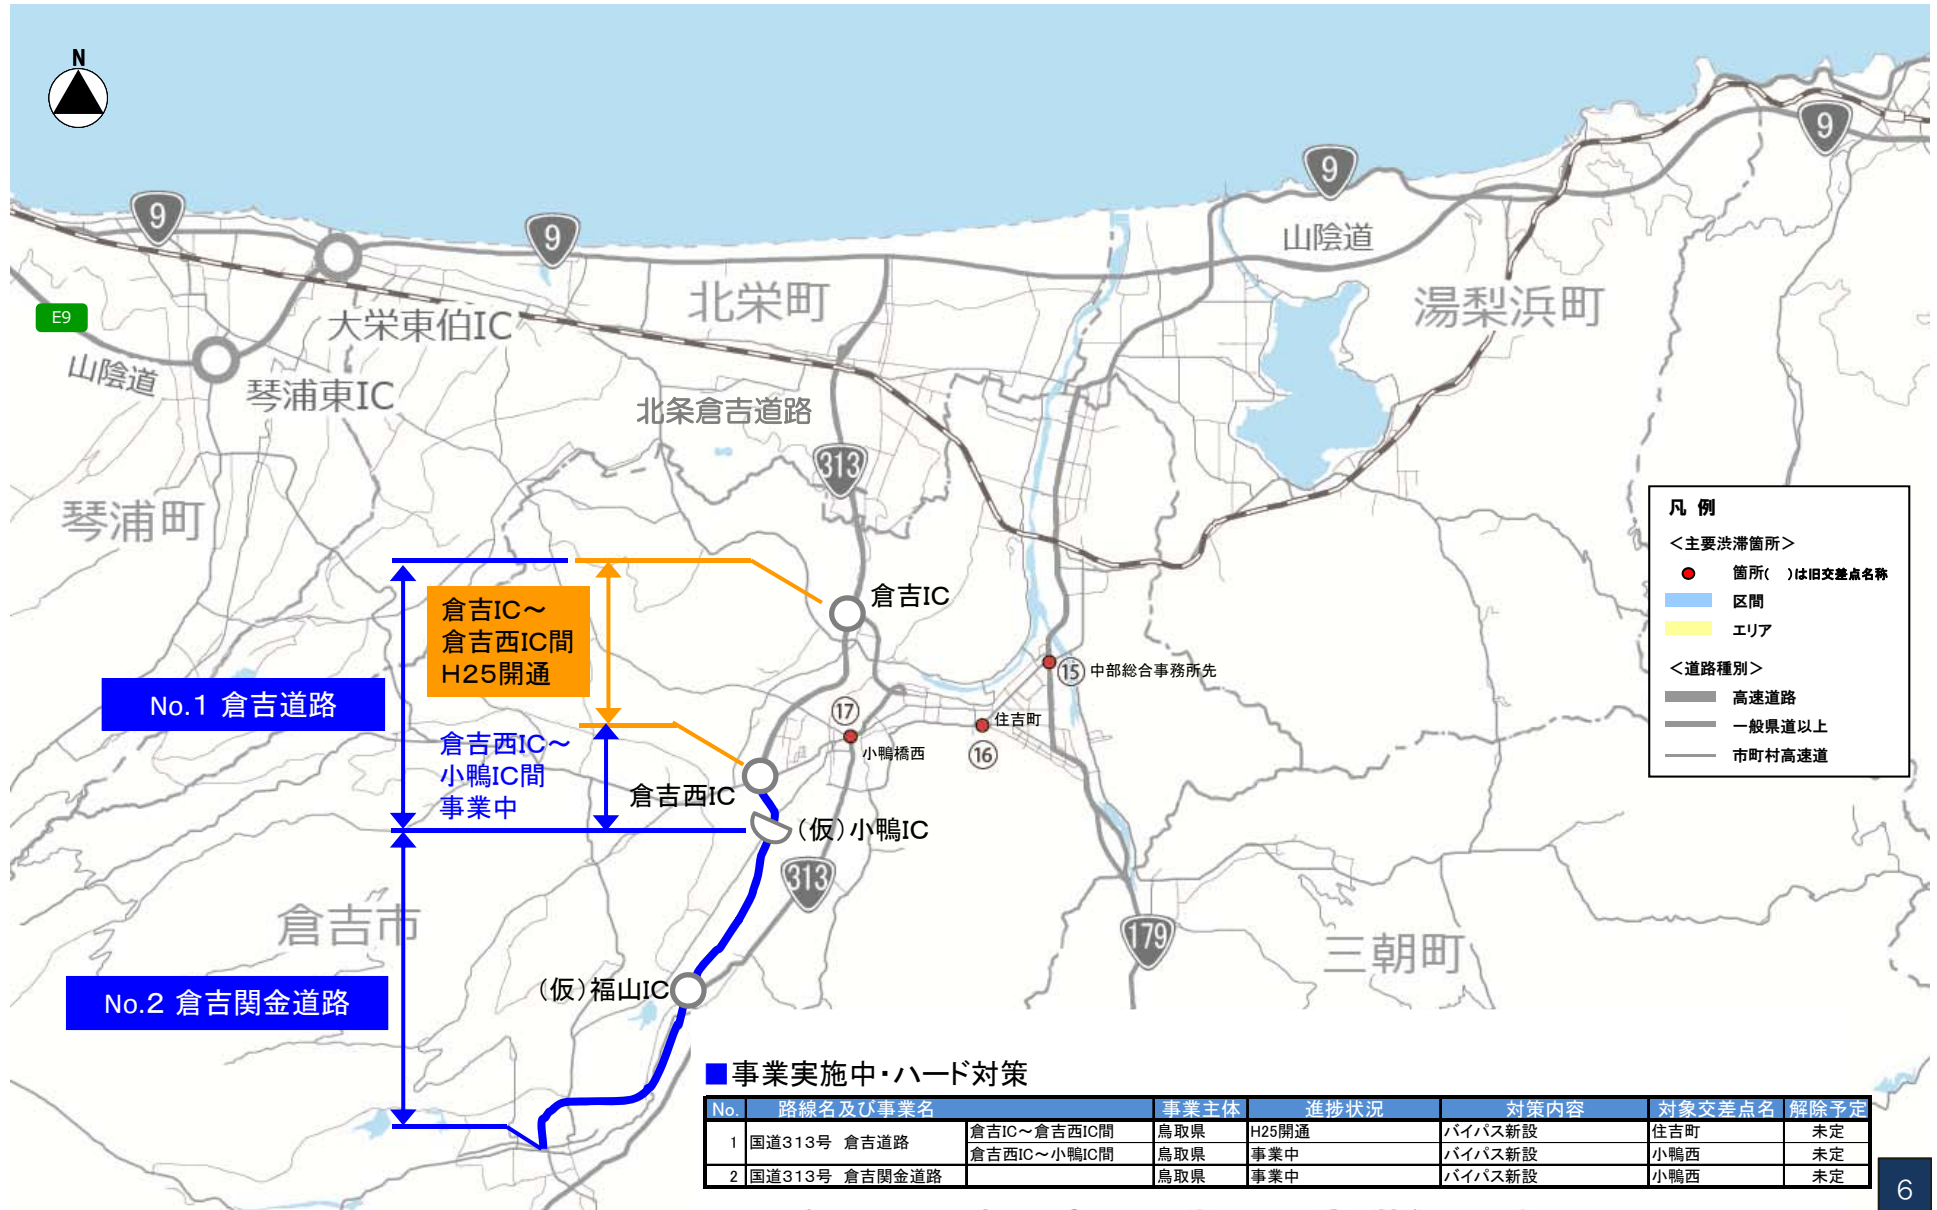 N
9
9
9
9
山陰道
E9
大栄東伯IC
北栄町
湯梨浜町
山陰道
琴浦東IC
北条倉吉道路
313
琴浦町
凡 例
<主要渋滞箇所>
箇所( )は旧交差点名称
区間
エリア
<道路種別>
高速道路
一般県道以上
市町村高速道
倉吉IC
倉吉IC～
倉吉西IC間
H25開通
No.1 倉吉道路
15 中部総合事務所先
17
住吉町
小鴨橋西
16
倉吉西IC～
小鴨IC間
事業中
倉吉西IC
(仮)小鴨IC
313
倉吉市
179
三朝町
(仮)福山IC
No.2 倉吉関金道路
■事業実施中・ハード対策
No. 路線名及び事業名 事業主体 進捗状況 対策内容 対象交差点名 解除予定
1 国道313号 倉吉道路 倉吉IC～倉吉西IC間 鳥取県 H25開通 バイパス新設 住吉町 未定
倉吉西IC～小鴨IC間 鳥取県 事業中 バイパス新設 小鴨西 未定
2 国道313号 倉吉関金道路 鳥取県 事業中 バイパス新設 小鴨西 未定
6